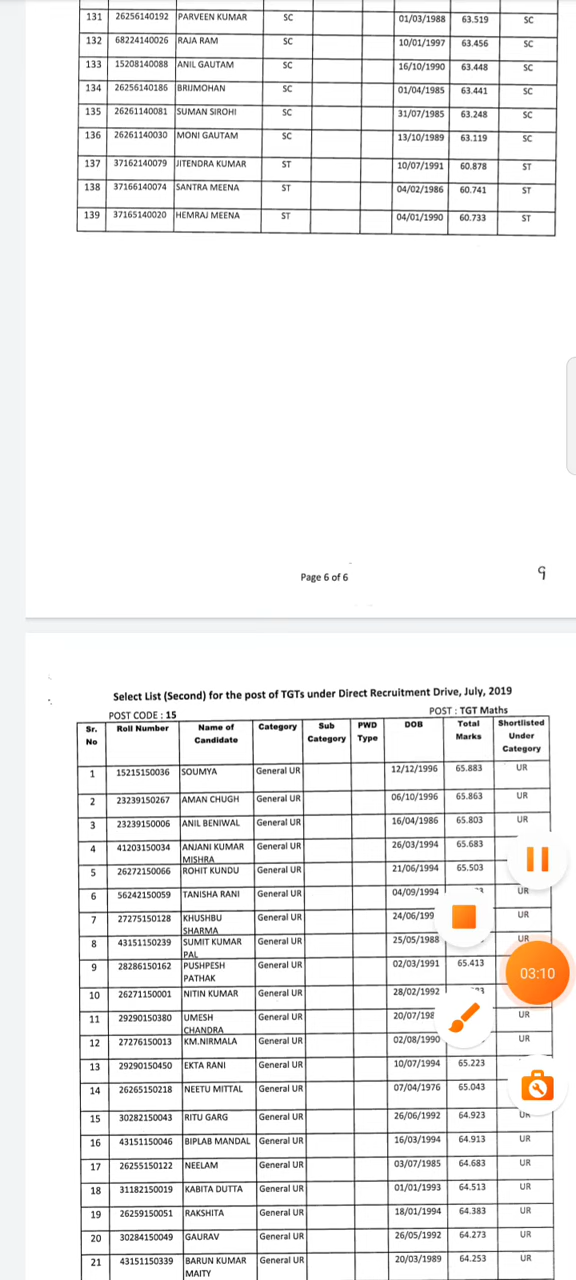 131 26256140192 PARVEEN KUMAR SC 01/03/1988 63.519 SC
132 68224140026 RAJA RAM SC 10/01/1997 63.456 SC
133 15208140088 ANIL GAUTAM SC 16/10/1990 63.448 SC
134 26256140186 BRIJMOHAN SC 01/04/1985 63.441 SC
135 26261140081 SUMAN SIROHI SC 31/07/1985 63.248 SC
136 26261140030 MONI GAUTAM SC 13/10/1989 63.119 SC
137 37162140079 JITENDRA KUMAR ST 10/07/1991 60.878 ST
138 37166140074 SANTRA MEENA ST 04/02/1986 60.741 ST
139 37165140020 HEMRAJ MEENA ST 04/01/1990 60.733 ST
Page 6 of 6
9
Select List (Second) for the post of TGTs under Direct Recruitment Drive, July, 2019
POST CODE : 15 POST : TGT Maths
Sr. Roll Number Name of Category Sub PWD DOB Total Shortlisted
No Candidate Category Type Marks Under
Category
1 15215150036 SOUMYA General UR 12/12/1996 65.883 UR
2 23239150267 AMAN CHUGH General UR 06/10/1996 65.863 UR
3 23239150006 ANIL BENIWAL General UR 16/04/1986 65.803 UR
4 41203150034 ANJANI KUMAR General UR 26/03/1994 65.683
MISHRA
5 26272150066 ROHIT KUNDU General UR 21/06/1994 65.503
6 56242150059 TANISHA RANI General UR 04/09/1994 UR
7 27275150128 KHUSHBU General UR 24/06/199 UR
SHARMA
8 43151150239 SUMIT KUMAR General UR 25/05/1988 UR
PAL
9 28286150162 PUSHPESH General UR 02/03/1991 65.413
PATHAK
03:10
10 26271150001 NITIN KUMAR General UR 28/02/1992
11 29290150380 UMESH General UR 20/07/198 UR
CHANDRA
12 27276150013 KM.NIRMALA General UR 02/08/1990 UR
13 29290150450 EKTA RANI General UR 10/07/1994 65.223
14 26265150218 NEETU MITTAL General UR 07/04/1976 65.043
15 30282150043 RITU GARG General UR 26/06/1992 64.923 UR
16 43151150046 BIPLAB MANDAL General UR 16/03/1994 64.913 UR
17 26255150122 NEELAM General UR 03/07/1985 64.683 UR
18 31182150019 KABITA DUTTA General UR 01/01/1993 64.513 UR
19 26259150051 RAKSHITA General UR 18/01/1994 64.383 UR
20 30284150049 GAURAV General UR 26/05/1992 64.273 UR
21 43151150339 BARUN KUMAR General UR 20/03/1989 64.253 UR
MAITY